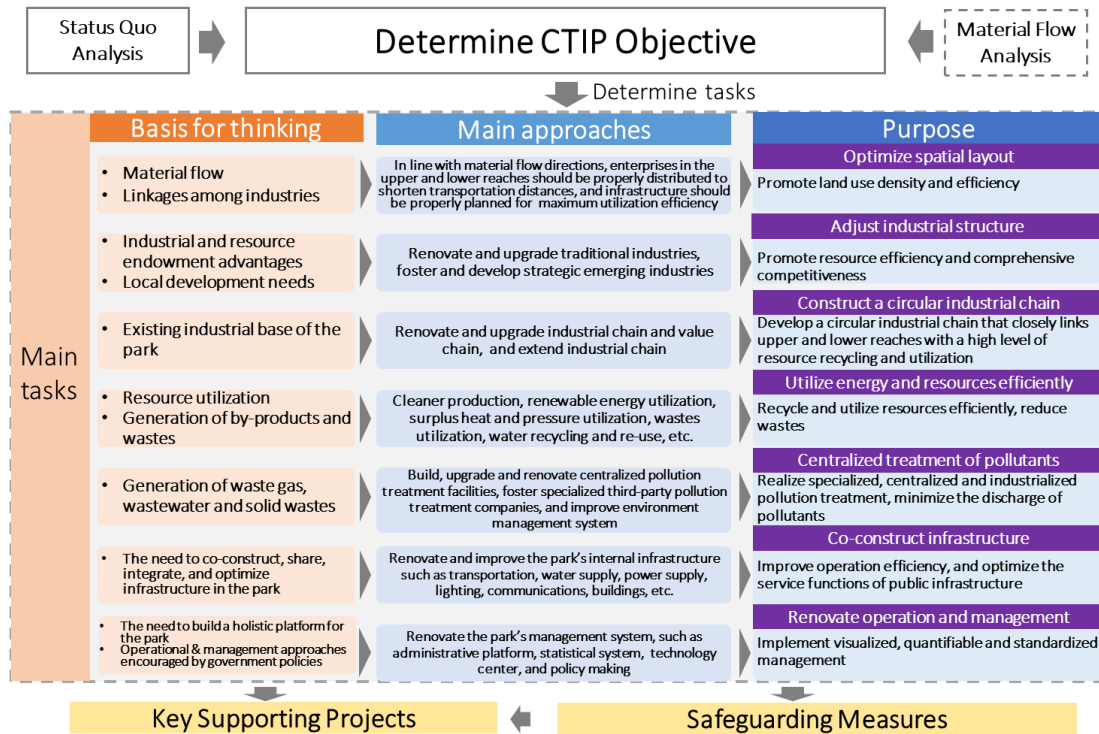 Status Quo
Analysis
Determine CTIP Objective
Material Flow
Analysis
Determine tasks
Main
tasks
Basis for thinking
Main approaches
Purpose
• Material flow
• Linkages among industries
In line with material flow directions, enterprises in the
upper and lower reaches should be properly distributed to
shorten transportation distances, and infrastructure should
be properly planned for maximum utilization efficiency
Optimize spatial layout
Promote land use density and efficiency
• Industrial and resource
endowment advantages
• Local development needs
Renovate and upgrade traditional industries,
foster and develop strategic emerging industries
Adjust industrial structure
Promote resource efficiency and comprehensive
competitiveness
• Existing industrial base of the
park
Renovate and upgrade industrial chain and value
chain, and extend industrial chain
Construct a circular industrial chain
Develop a circular industrial chain that closely links
upper and lower reaches with a high level of
resource recycling and utilization
• Resource utilization
• Generation of by-products and
wastes
Cleaner production, renewable energy utilization,
surplus heat and pressure utilization, wastes
utilization, water recycling and re-use, etc.
Utilize energy and resources efficiently
Recycle and utilize resources efficiently, reduce
wastes
• Generation of waste gas,
wastewater and solid wastes
Build, upgrade and renovate centralized pollution
treatment facilities, foster specialized third-party pollution
treatment companies, and improve environment
management system
Centralized treatment of pollutants
Realize specialized, centralized and industrialized
pollution treatment, minimize the discharge of
pollutants
• The need to co-construct, share,
integrate, and optimize
infrastructure in the park
Renovate and improve the park's internal infrastructure
such as transportation, water supply, power supply,
lighting, communications, buildings, etc.
Co-construct infrastructure
Improve operation efficiency, and optimize the
service functions of public infrastructure
• The need to build a holistic platform for
the park
• Operational & management approaches
encouraged by government policies
Renovate the park's management system, such as
administrative platform, statistical system, technology
center, and policy making
Renovate operation and management
Implement visualized, quantifiable and standardized
management
Key Supporting Projects
Safeguarding Measures